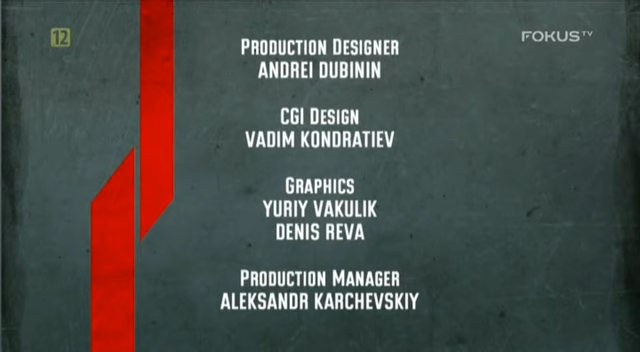 12
FOKUS TV
PRODUCTION DESIGNER
ANDREI DUBININ
CGI DESIGN
VADIM KONDRATIEV
GRAPHICS
YURIY VAKULIK
DENIS REVA
PRODUCTION MANAGER
ALEKSANDR KARCHEVSKIY